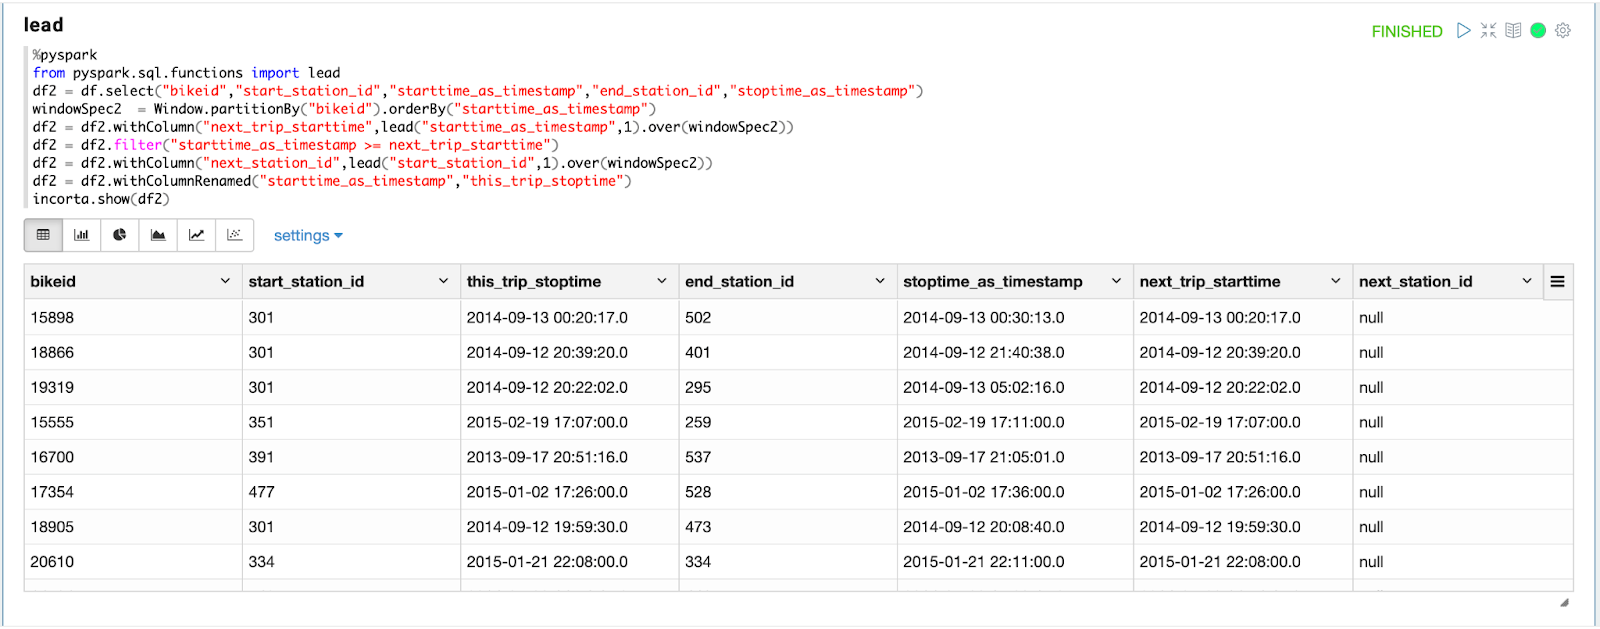 lead
FINISHED
%pyspark
from pyspark.sql.functions import lead
df2 = df.select("bikeid","start_station_id","starttime_as_timestamp","end_station_id","stoptime_as_timestamp")
windowSpec2  = Window.partitionBy("bikeid").orderBy("starttime_as_timestamp")
df2 = df2.withColumn("next_trip_starttime",lead("starttime_as_timestamp",1).over(windowSpec2))
df2 = df2.filter("starttime_as_timestamp >= next_trip_starttime")
df2 = df2.withColumn("next_station_id",lead("start_station_id",1).over(windowSpec2))
df2 = df2.withColumnRenamed("starttime_as_timestamp","this_trip_stoptime")
incorta.show(df2)
settings
bikeid start_station_id this_trip_stoptime end_station_id stoptime_as_timestamp next_trip_starttime next_station_id
15898 301 2014-09-13 00:20:17.0 502 2014-09-13 00:30:13.0 2014-09-13 00:20:17.0 null
18866 301 2014-09-12 20:39:20.0 401 2014-09-12 21:40:38.0 2014-09-12 20:39:20.0 null
19319 301 2014-09-12 20:22:02.0 295 2014-09-13 05:02:16.0 2014-09-12 20:22:02.0 null
15555 351 2015-02-19 17:07:00.0 259 2015-02-19 17:11:00.0 2015-02-19 17:07:00.0 null
16700 391 2013-09-17 20:51:16.0 537 2013-09-17 21:05:01.0 2013-09-17 20:51:16.0 null
17354 477 2015-01-02 17:26:00.0 528 2015-01-02 17:36:00.0 2015-01-02 17:26:00.0 null
18905 301 2014-09-12 19:59:30.0 473 2014-09-12 20:08:40.0 2014-09-12 19:59:30.0 null
20610 334 2015-01-21 22:08:00.0 334 2015-01-21 22:11:00.0 2015-01-21 22:08:00.0 null